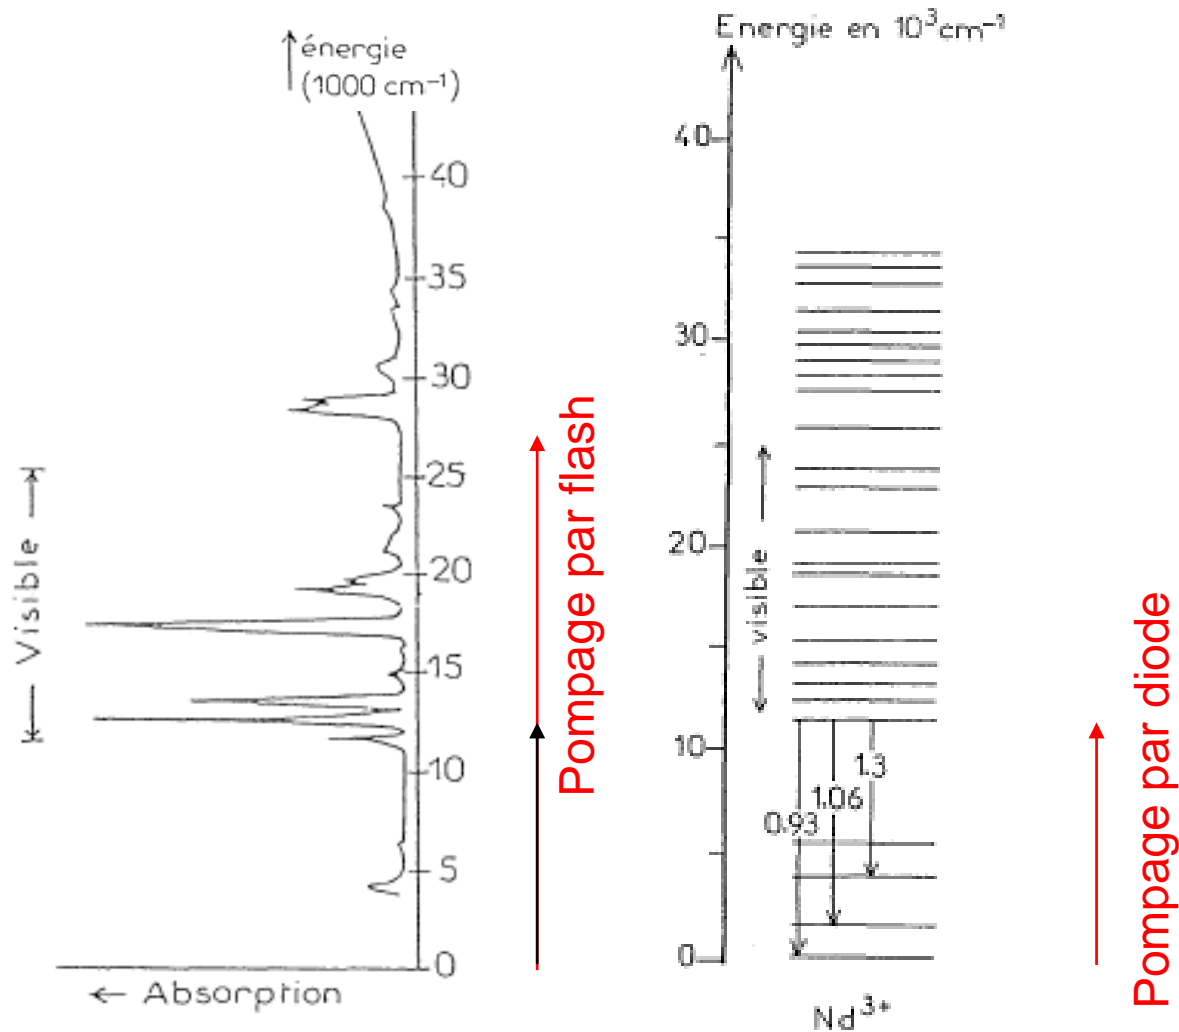 énergie
(1000 cm⁻¹)
40
35
30
25
20
15
10
5
0
Visible
← Absorption
Pompage par flash
Energie en 10³cm⁻¹
40
30
20
10
0
visible
0.93
1.06
1.3
Nd³⁺
Pompage par diode